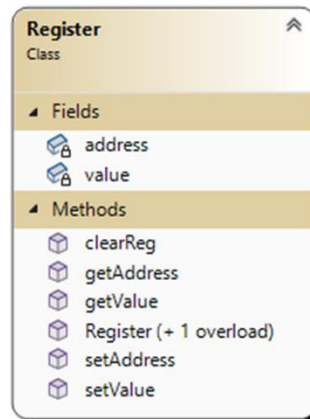 Register
Class
Fields
address
value
Methods
clearReg
getAddress
getValue
Register (+ 1 overload)
setAddress
setValue